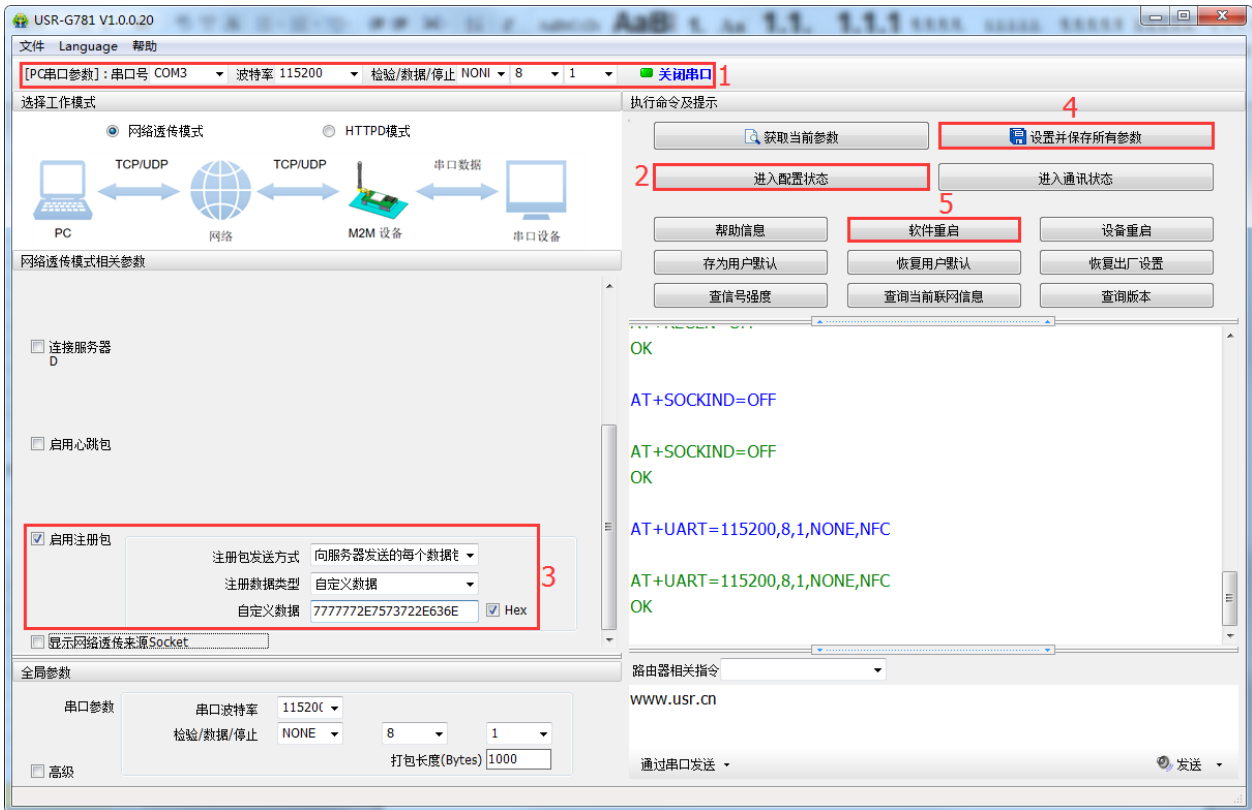 USR-G781 V1.0.0.20
文件 Language 帮助
[PC串口参数]：串口号 COM3 波特率 115200 检验/数据/停止 NONI 8 1 关闭串口 1
选择工作模式
网络透传模式 HTTPD模式
TCP/UDP TCP/UDP 串口数据
PC 网络 M2M 设备 串口设备
网络透传模式相关参数
连接服务器
D
启用心跳包
启用注册包
注册包发送方式 向服务器发送的每个数据包
注册数据类型 自定义数据
自定义数据 7777772E7573722E636E Hex
3
显示网络透传来源Socket
全局参数
串口参数 串口波特率 115200
检验/数据/停止 NONE 8 1
打包长度(Bytes) 1000
高级
执行命令及提示
4
获取当前参数 设置并保存所有参数
2 进入配置状态 进入通讯状态
5
帮助信息 软件重启 设备重启
存为用户默认 恢复用户默认 恢复出厂设置
查信号强度 查询当前联网信息 查询版本
OK
AT+SOCKIND=OFF
AT+SOCKIND=OFF
OK
AT+UART=115200,8,1,NONE,NFC
AT+UART=115200,8,1,NONE,NFC
OK
路由器相关指令
www.usr.cn
通过串口发送 发送